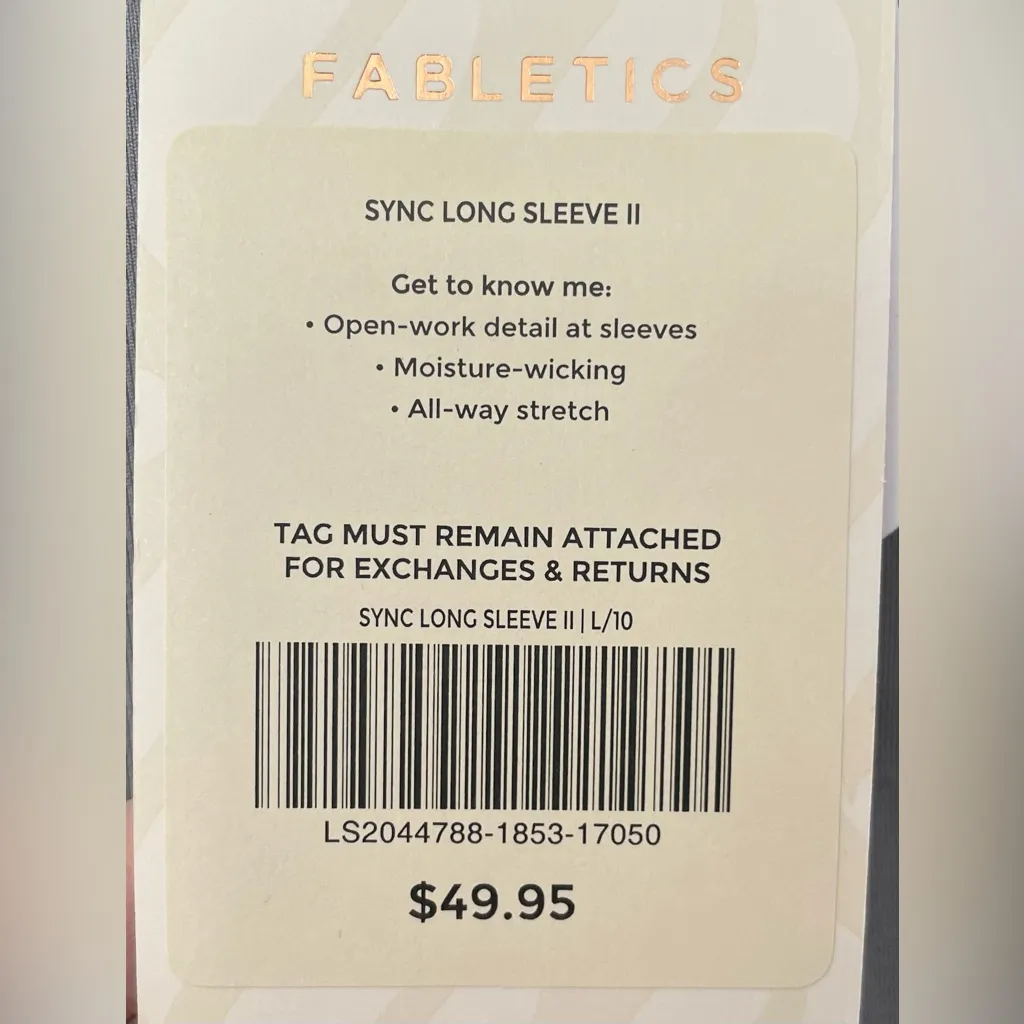 FABLETICS
SYNC LONG SLEEVE II
Get to know me:
• Open-work detail at sleeves
• Moisture-wicking
• All-way stretch
TAG MUST REMAIN ATTACHED
FOR EXCHANGES & RETURNS
SYNC LONG SLEEVE II | L/10
LS2044788-1853-17050
$49.95